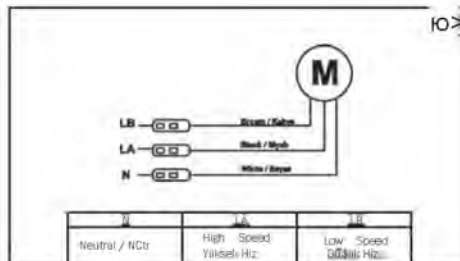 Ю
M
LB
Brown / Kahve
LA
Black / Siyah
N
White / Beyaz
N LA LB
Neutral / NCtr High Speed Low Speed
Yüksek Hiz Hiz